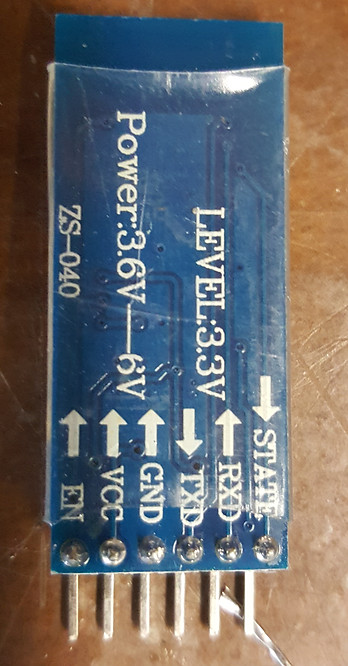 LEVEL:3.3V
Power:3.6V—6V
ZS-040
STATE
RXD
TXD
GND
VCC
EN